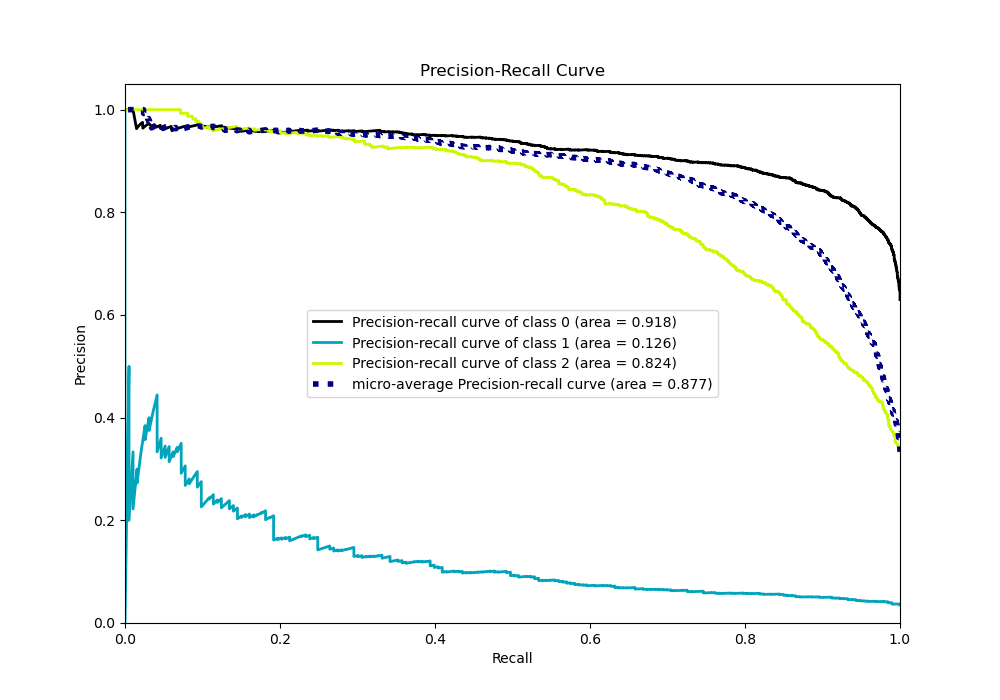 Precision-Recall Curve
1.0
0.8
0.6
0.4
0.2
0.0
Precision
Precision-recall curve of class 0 (area = 0.918)
Precision-recall curve of class 1 (area = 0.126)
Precision-recall curve of class 2 (area = 0.824)
micro-average Precision-recall curve (area = 0.877)
0.0 0.2 0.4 0.6 0.8 1.0
Recall